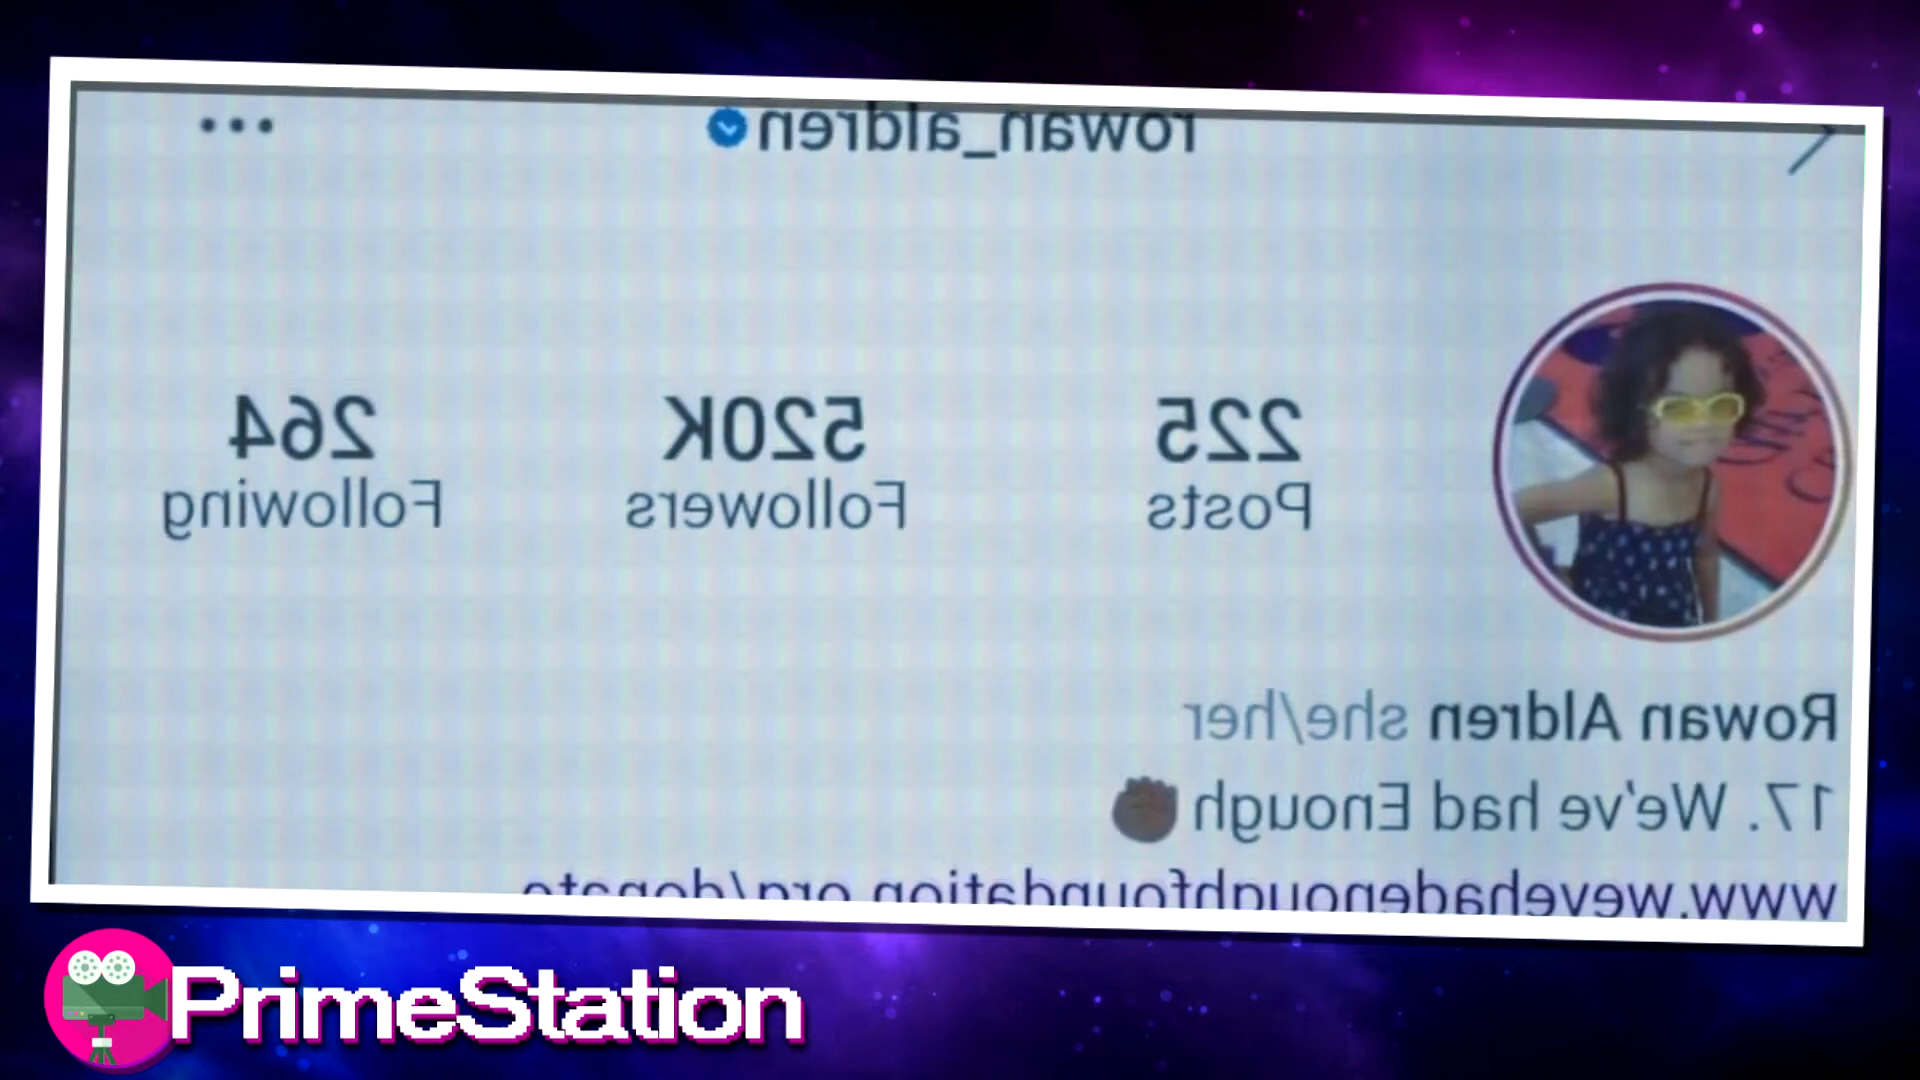 rowan_aldren
225 520K 264
Posts Followers Following
Rowan Aldren she/her
17. We've had Enough ✊🏿
www.wevehadenoughfoundation.org/donate
PrimeStation